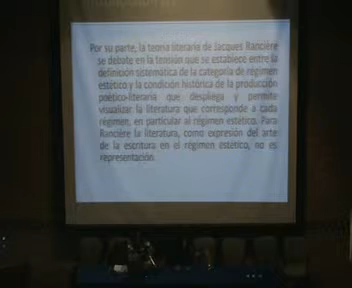 Por su parte, la teoría literaria de Jacques Rancière
se debate en la tensión que se establece entre la
definición sistemática de la categoría de régimen
estético y la condición histórica de la producción
poético-literaria que despliega y permite
visualizar la literatura que corresponde a cada
régimen, en particular al régimen estético. Para
Rancière la literatura, como expresión del arte
de la escritura en el régimen estético, no es
representación.